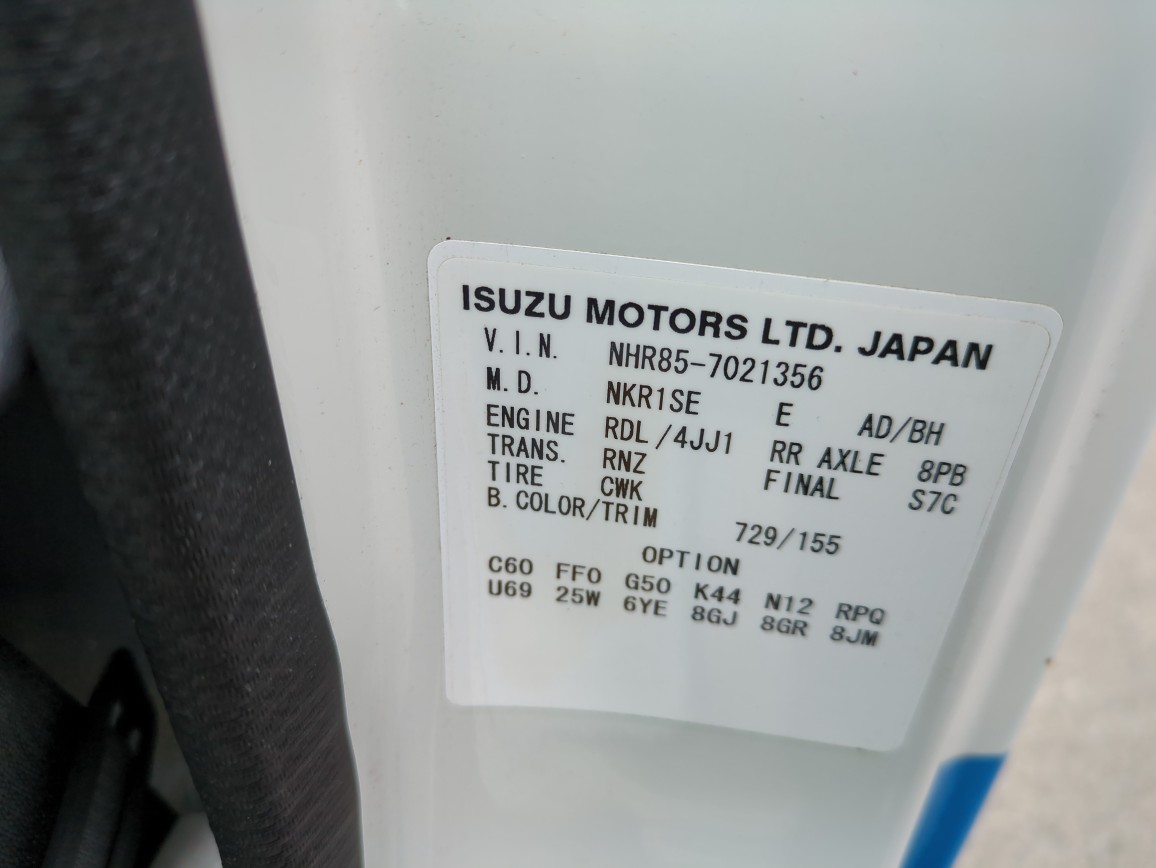 ISUZU MOTORS LTD. JAPAN
V.I.N. NHR85-7021356
M.D. NKR1SE E AD/BH
ENGINE RDL/4JJ1 RR AXLE 8PB
TRANS. RNZ FINAL S7C
TIRE CWK
B.COLOR/TRIM 729/155
OPTION
C60 FF0 G50 K44 N12 RPQ
U69 25W 6YE 8GJ 8GR 8JM